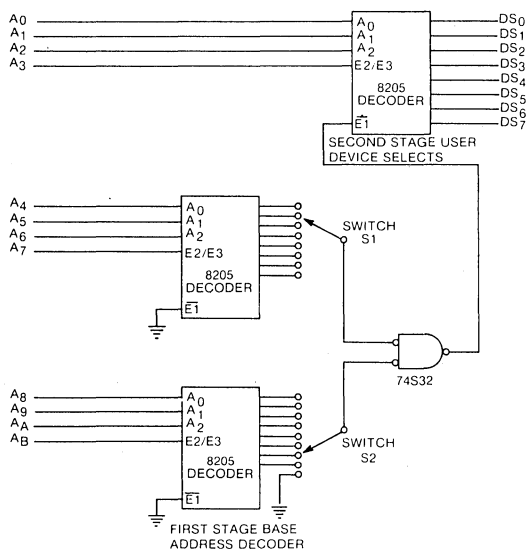 A0
A1
A2
A3
A0
A1
A2
E2/E3
8205
DECODER
E1
DS0
DS1
DS2
DS3
DS4
DS5
DS6
DS7
SECOND STAGE USER
DEVICE SELECTS
A4
A5
A6
A7
A0
A1
A2
E2/E3
8205
DECODER
E1
SWITCH
S1
74S32
A8
A9
AA
AB
A0
A1
A2
E2/E3
8205
DECODER
E1
SWITCH
S2
FIRST STAGE BASE
ADDRESS DECODER